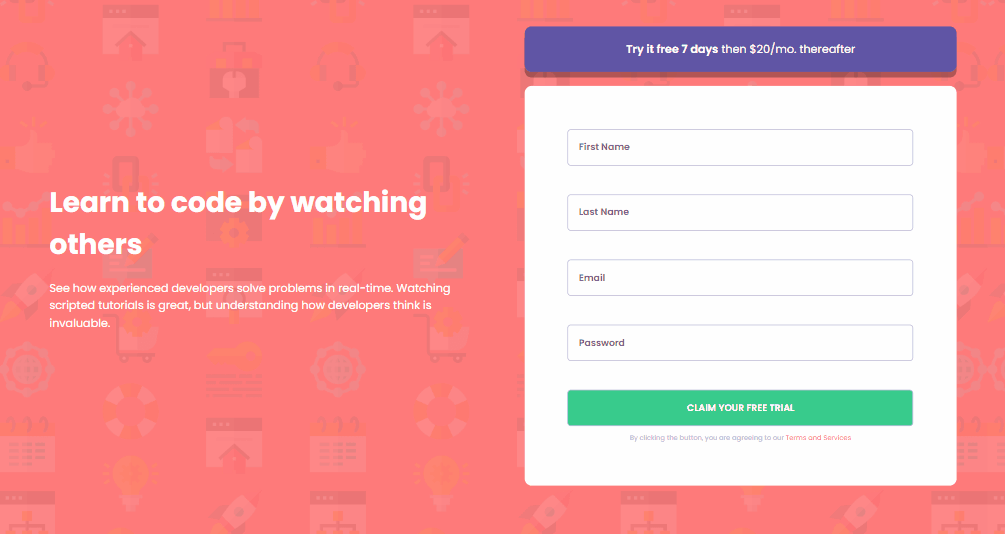 Learn to code by watching
others
See how experienced developers solve problems in real-time. Watching
scripted tutorials is great, but understanding how developers think is
invaluable.
Try it free 7 days then $20/mo. thereafter
First Name
Last Name
Email
Password
CLAIM YOUR FREE TRIAL
By clicking the button, you are agreeing to our Terms and Services